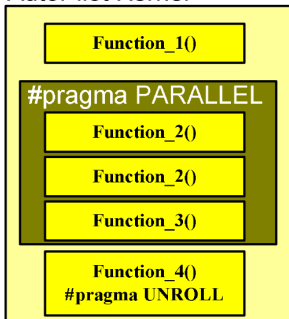 Function_1()
#pragma PARALLEL
Function_2()
Function_2()
Function_3()
Function_4()
#pragma UNROLL